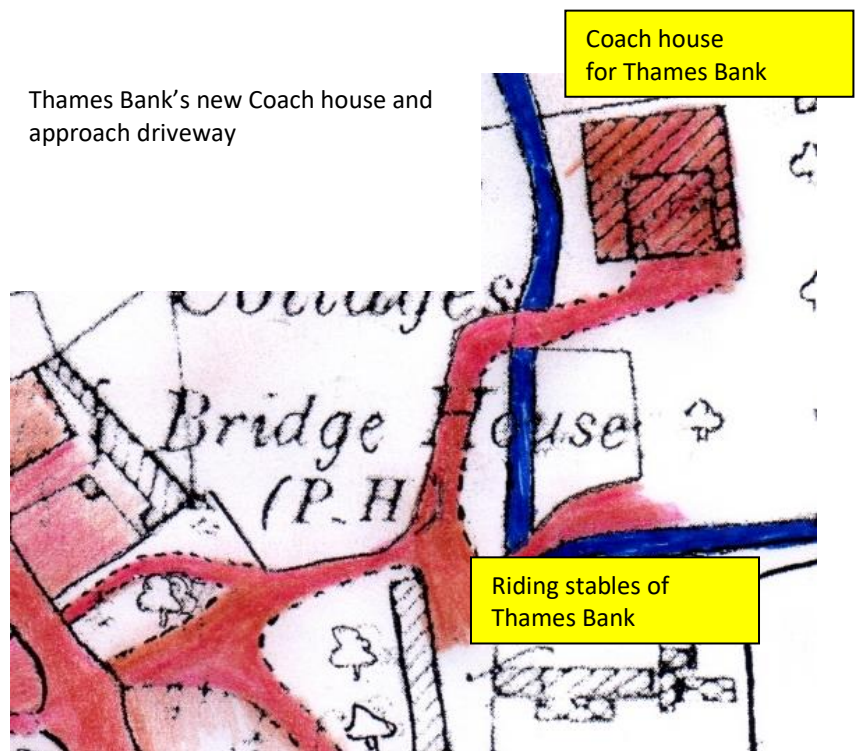 Coach house
for Thames Bank
Thames Bank's new Coach house and
approach driveway
Cottages
Bridge House
(P.H.)
Riding stables of
Thames Bank